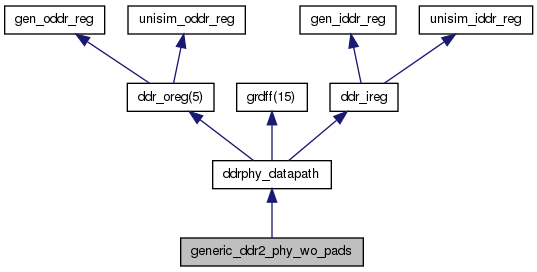 gen_oddr_reg
unisim_oddr_reg
gen_iddr_reg
unisim_iddr_reg
ddr_oreg(5)
grdff(15)
ddr_ireg
ddrphy_datapath
generic_ddr2_phy_wo_pads